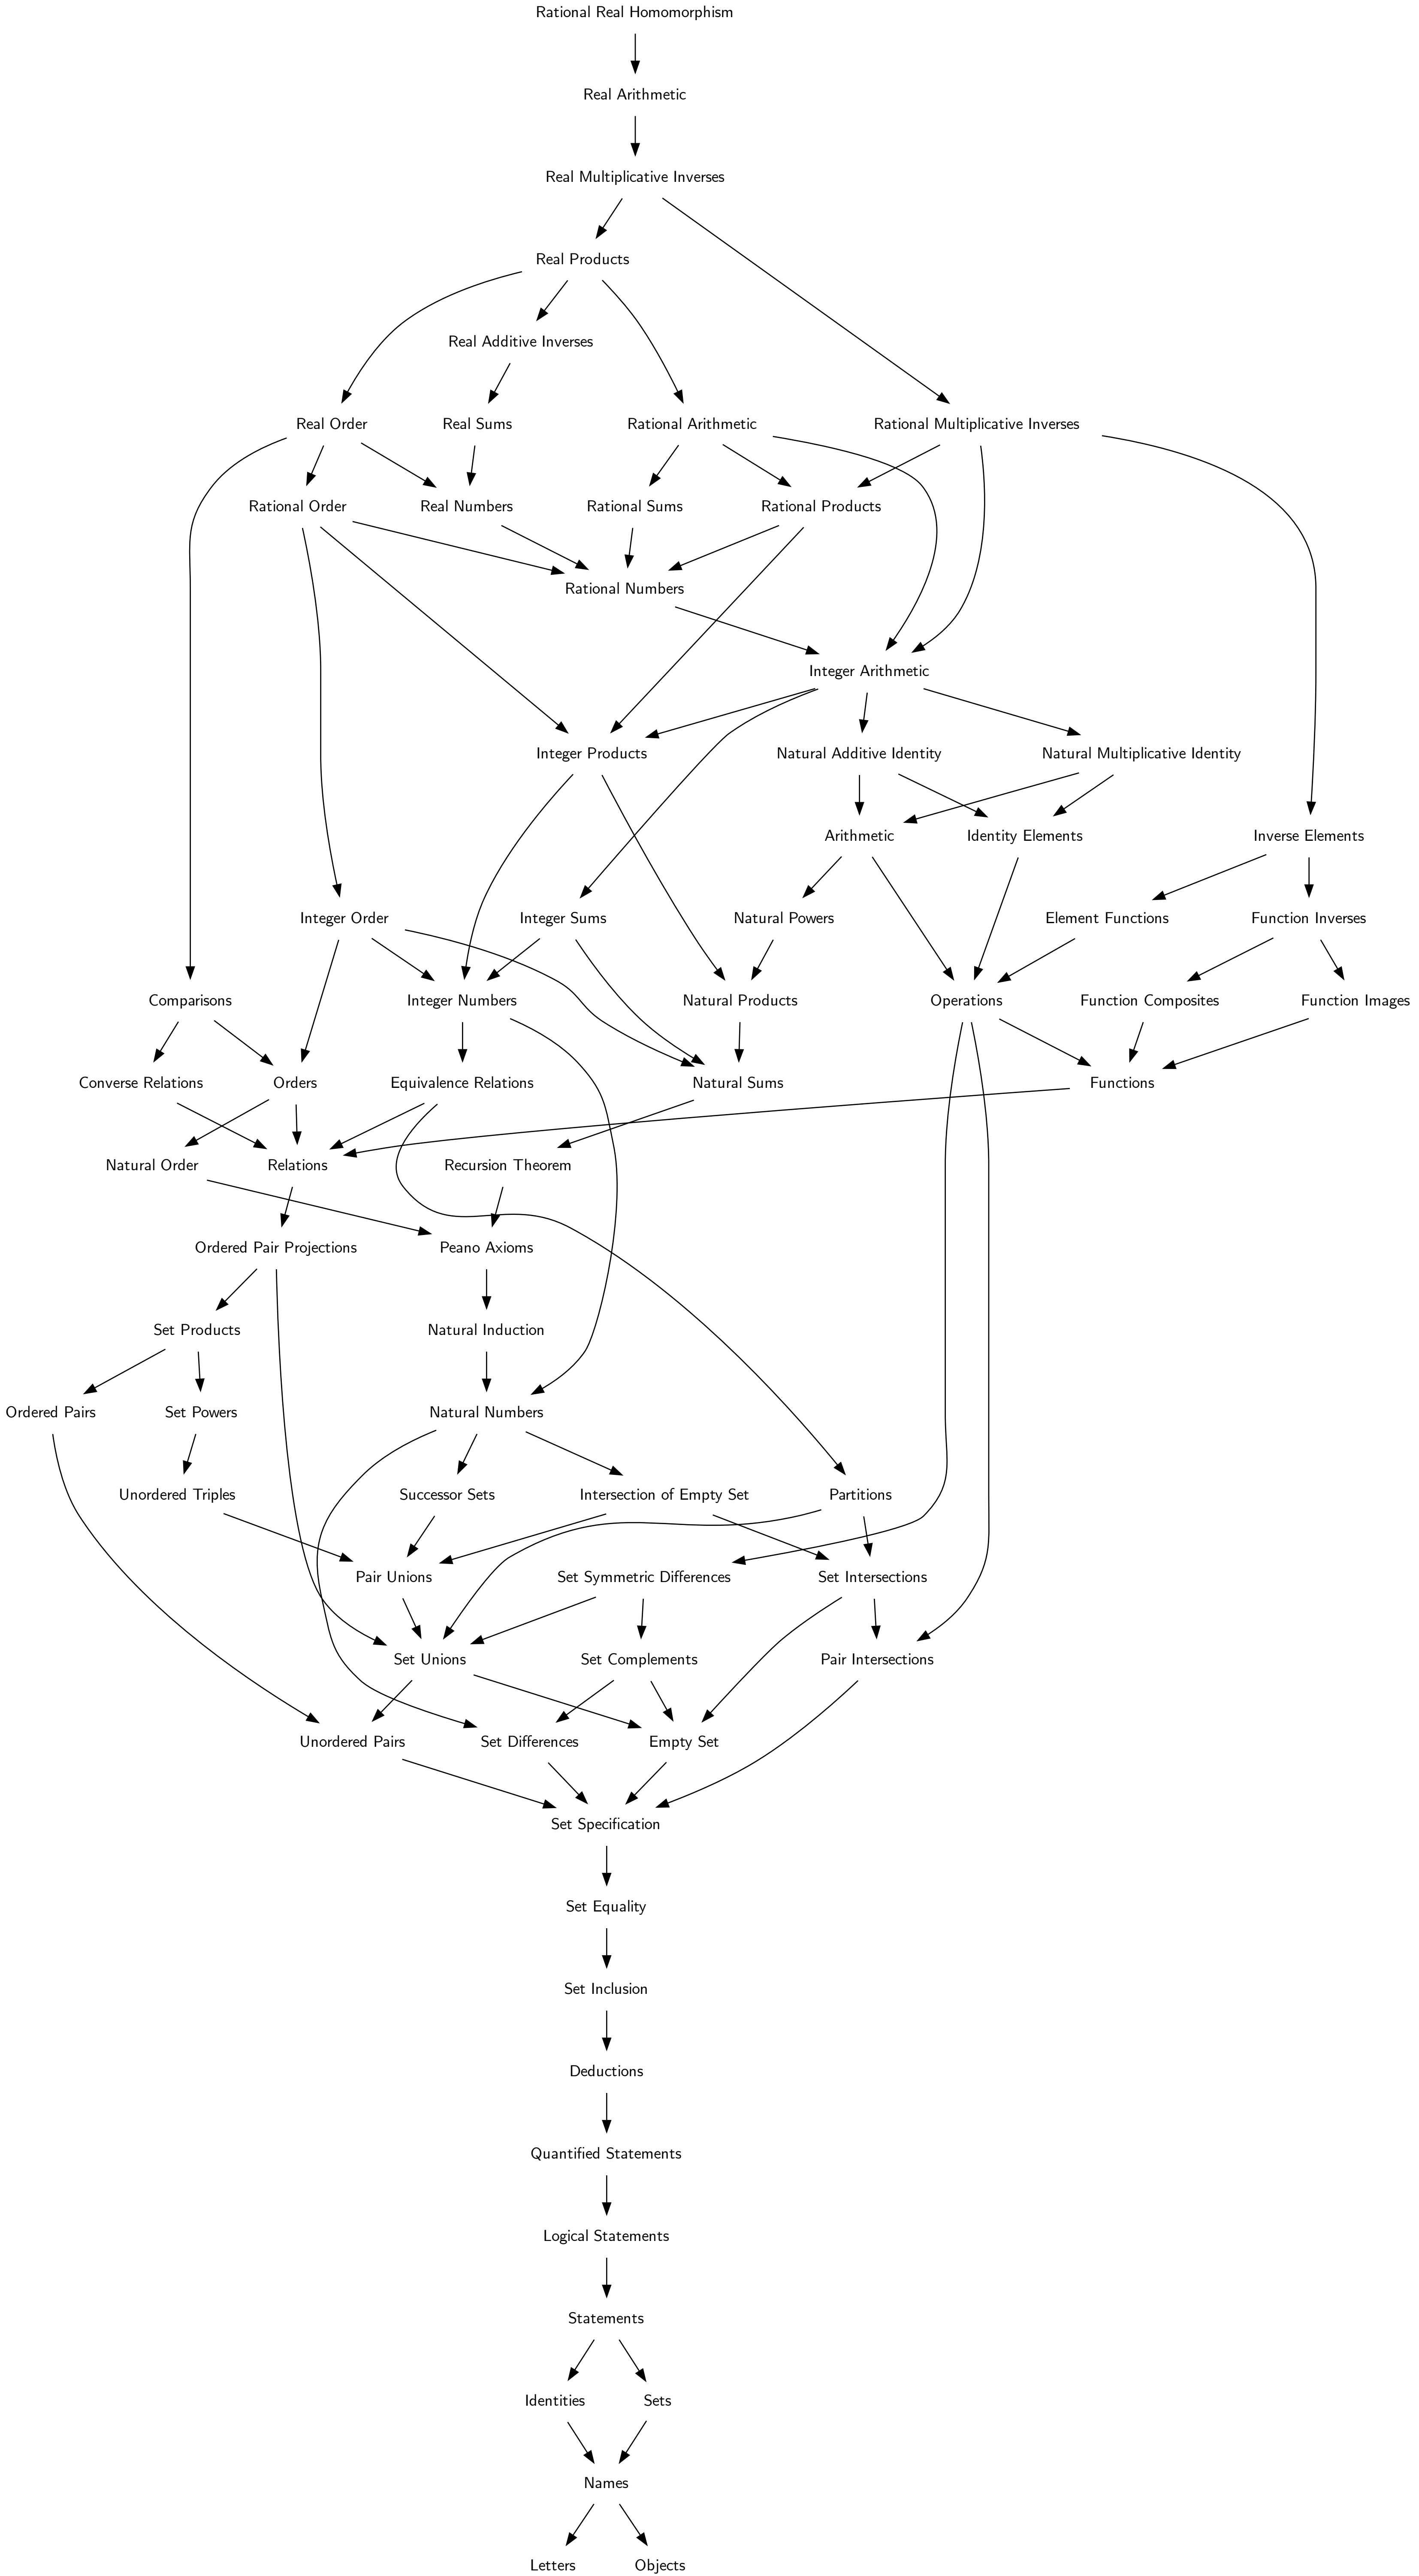 Rational Real Homomorphism
Real Arithmetic
Real Multiplicative Inverses
Real Products
Real Additive Inverses
Real Order
Real Sums
Rational Arithmetic
Rational Multiplicative Inverses
Rational Order
Real Numbers
Rational Sums
Rational Products
Rational Numbers
Integer Arithmetic
Integer Products
Natural Additive Identity
Natural Multiplicative Identity
Arithmetic
Identity Elements
Inverse Elements
Integer Order
Integer Sums
Natural Powers
Element Functions
Function Inverses
Comparisons
Integer Numbers
Natural Products
Operations
Function Composites
Function Images
Converse Relations
Orders
Equivalence Relations
Natural Sums
Functions
Natural Order
Relations
Recursion Theorem
Ordered Pair Projections
Peano Axioms
Set Products
Natural Induction
Ordered Pairs
Set Powers
Natural Numbers
Unordered Triples
Successor Sets
Intersection of Empty Set
Partitions
Pair Unions
Set Symmetric Differences
Set Intersections
Set Unions
Set Complements
Pair Intersections
Unordered Pairs
Set Differences
Empty Set
Set Specification
Set Equality
Set Inclusion
Deductions
Quantified Statements
Logical Statements
Statements
Identities
Sets
Names
Letters
Objects